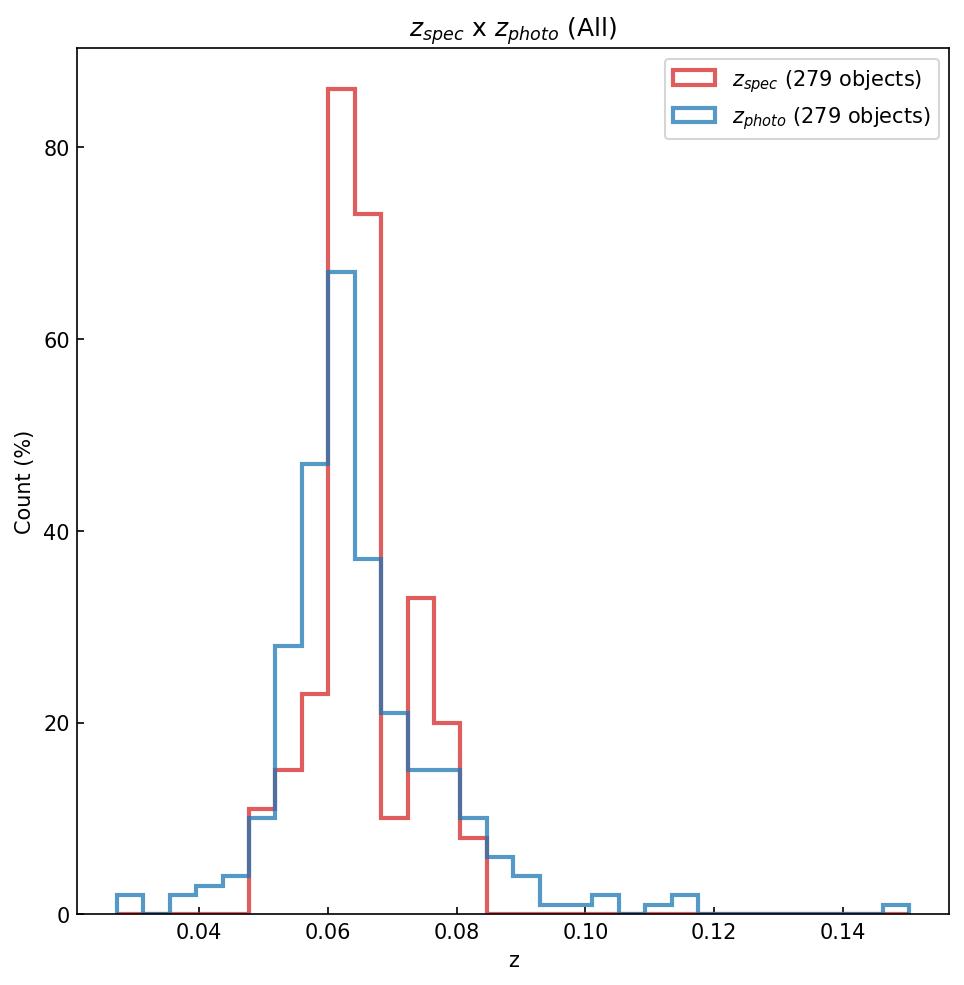 z_spec x z_photo (All)
z_spec (279 objects)
z_photo (279 objects)
Count (%)
80
60
40
20
0
0.04 0.06 0.08 0.10 0.12 0.14
z